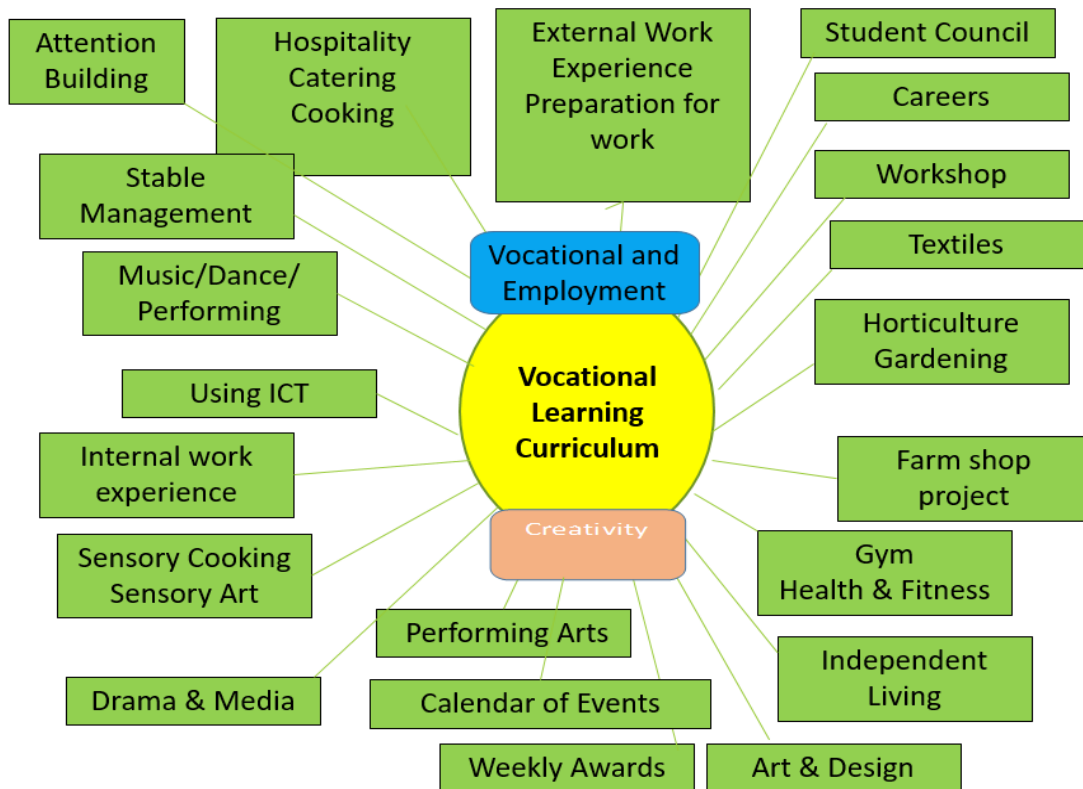 Attention
Building
Hospitality
Catering
Cooking
External Work
Experience
Preparation for
work
Student Council
Careers
Workshop
Textiles
Horticulture
Gardening
Stable
Management
Music/Dance/
Performing
Vocational and
Employment
Vocational
Learning
Curriculum
Using ICT
Internal work
experience
Farm shop
project
Creativity
Sensory Cooking
Sensory Art
Gym
Health & Fitness
Performing Arts
Independent
Living
Drama & Media
Calendar of Events
Weekly Awards
Art & Design